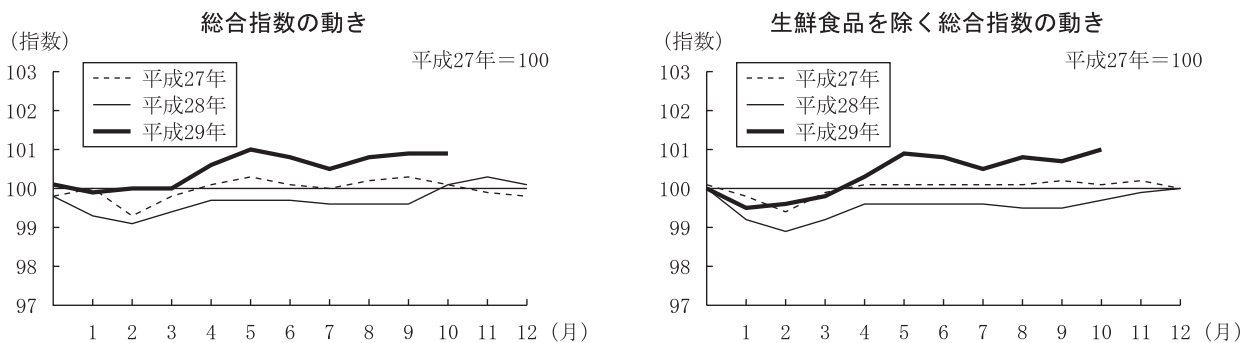 総合指数の動き
(指数)
平成27年＝100
平成27年
平成28年
平成29年
103
102
101
100
99
98
97
1 2 3 4 5 6 7 8 9 10 11 12 (月)
生鮮食品を除く総合指数の動き
(指数)
平成27年＝100
平成27年
平成28年
平成29年
103
102
101
100
99
98
97
1 2 3 4 5 6 7 8 9 10 11 12 (月)